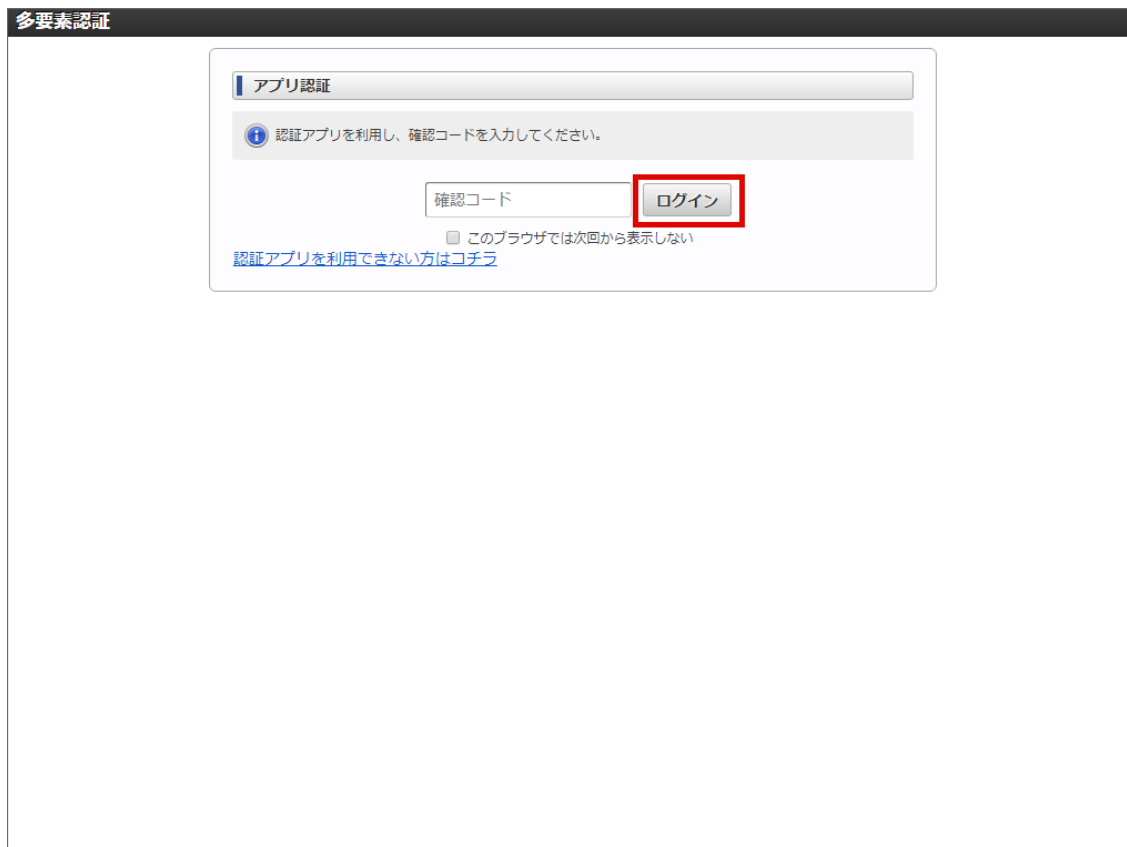 多要素認証
アプリ認証
認証アプリを利用し、確認コードを入力してください。
確認コード
ログイン
このブラウザでは次回から表示しない
認証アプリを利用できない方はコチラ